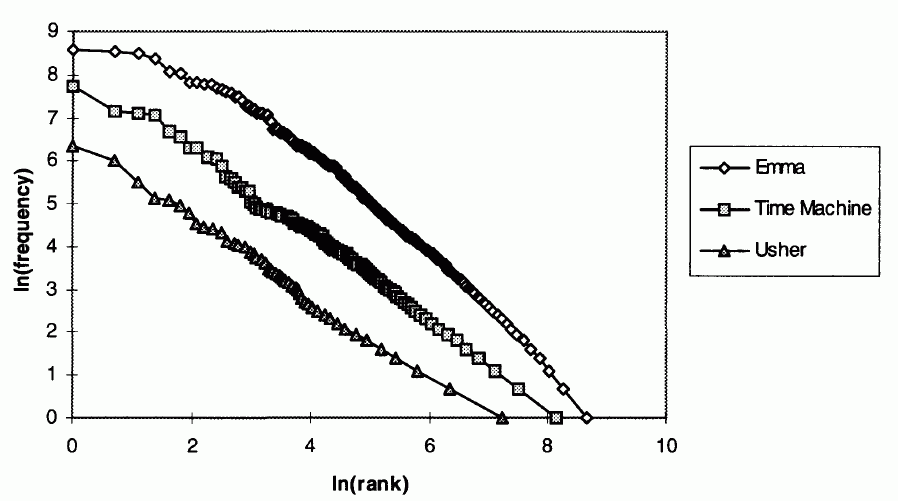 9
8
7
6
5
4
3
2
1
0
ln(frequency)
0 2 4 6 8 10
ln(rank)
Emma
Time Machine
Usher